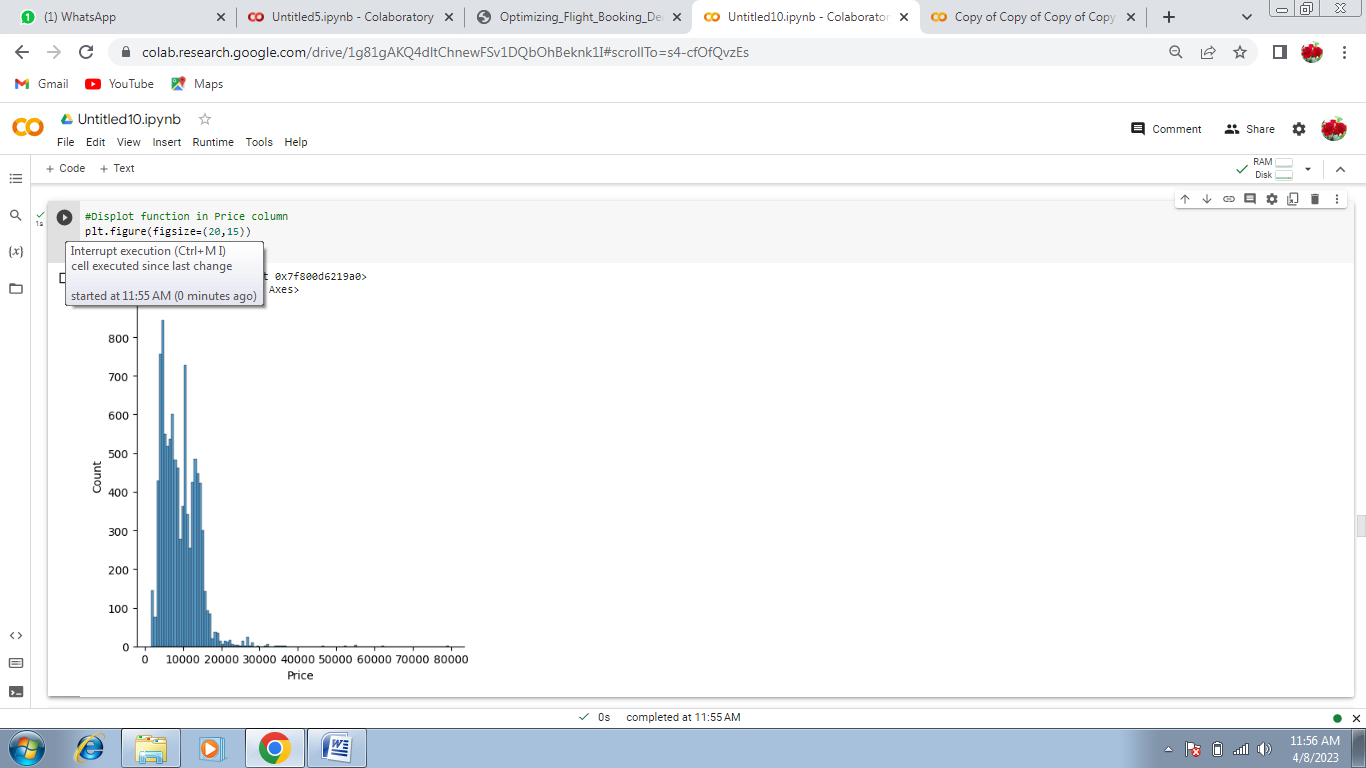 (1) WhatsApp
Untitled5.ipynb - Colaboratory
Optimizing_Flight_Booking_De
Untitled10.ipynb - Colaborator
Copy of Copy of Copy of Copy
colab.research.google.com/drive/1g81gAKQ4dItChnewFSv1DQbOhBeknk1I#scrollTo=s4-cfOfQvzEs
Gmail
YouTube
Maps
Untitled10.ipynb
File Edit View Insert Runtime Tools Help
Comment
Share
+ Code + Text
RAM
Disk
1s
#Displot function in Price column
plt.figure(figsize=(20,15))
Interrupt execution (Ctrl+M I)
cell executed since last change
started at 11:55 AM (0 minutes ago)
t 0x7f800d6219a0>
Axes>
800
700
600
500
400
300
200
100
0
Count
0 10000 20000 30000 40000 50000 60000 70000 80000
Price
0s completed at 11:55 AM
11:56 AM
4/8/2023